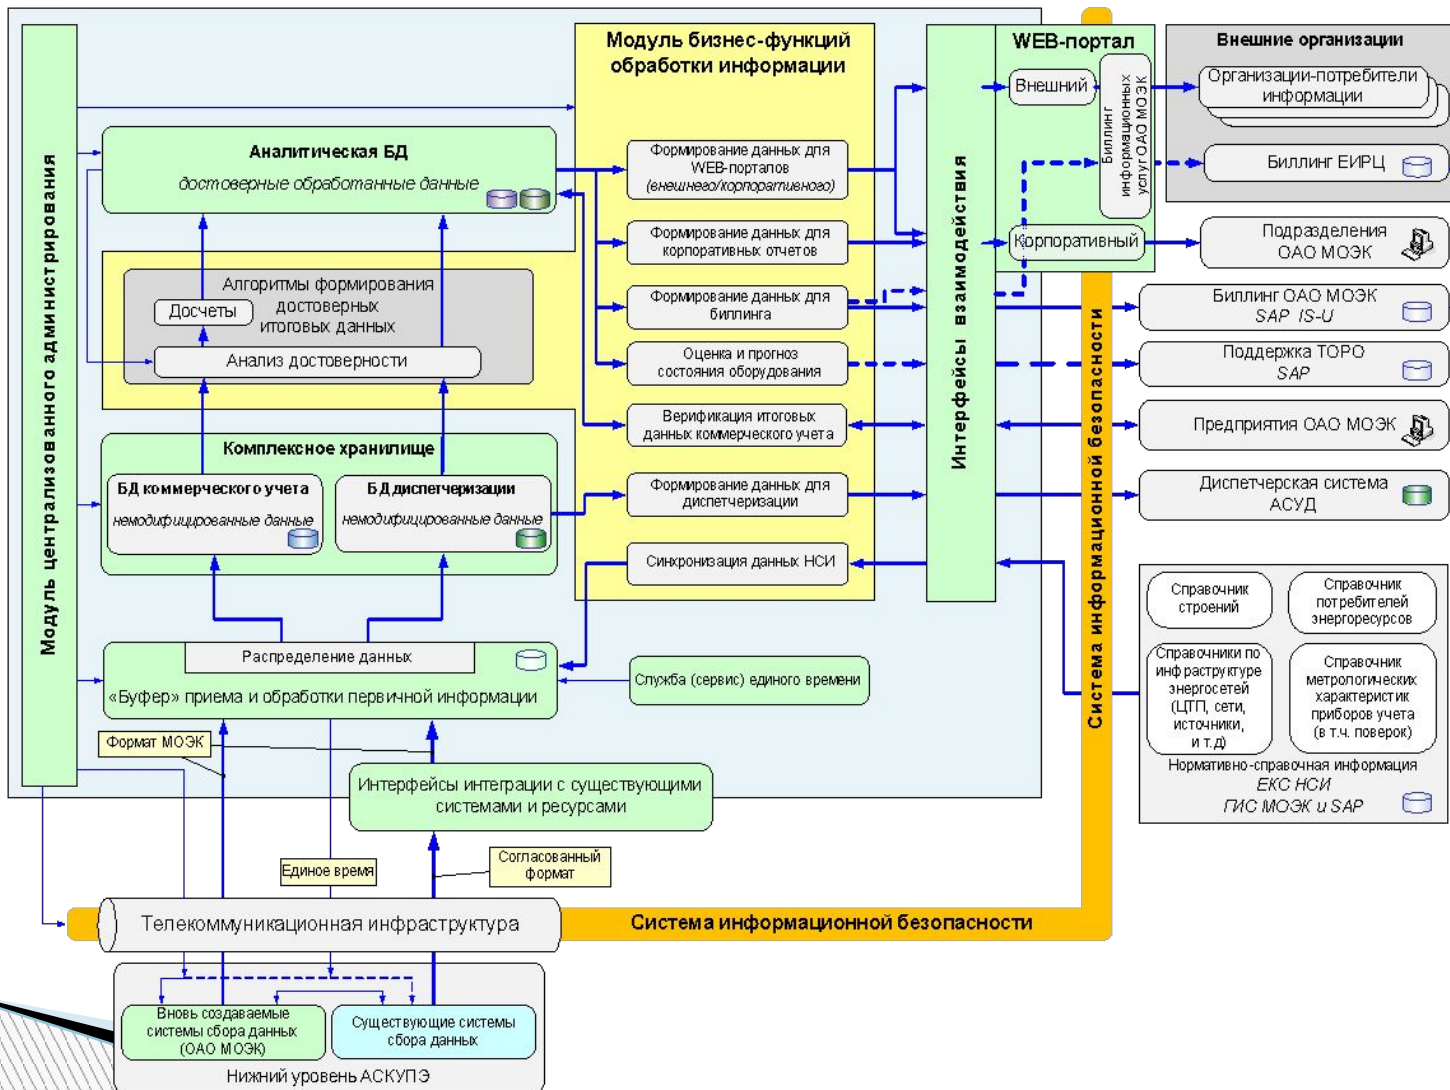 Модуль централизованного администрирования
Модуль бизнес-функций
обработки информации
Интерфейсы взаимодействия
WEB-портал
Внешний
Биллинг
информационных
услуг ОАО МОЭК
Корпоративный
Внешние организации
Организации-потребители
информации
Биллинг ЕИРЦ
Подразделения
ОАО МОЭК
Биллинг ОАО МОЭК
SAP IS-U
Поддержка ТОРО
SAP
Предприятия ОАО МОЭК
Диспетчерская система
АСУД
Аналитическая БД
достоверные обработанные данные
Формирование данных для
WEB-порталов
(внешнего/корпоративного)
Формирование данных для
корпоративных отчетов
Формирование данных для
биллинга
Оценка и прогноз
состояния оборудования
Верификация итоговых
данных коммерческого учета
Формирование данных для
диспетчеризации
Синхронизация данных НСИ
Алгоритмы формирования
достоверных
итоговых данных
Досчеты
Анализ достоверности
Комплексное хранилище
БД коммерческого учета
немодифицированные данные
БД диспетчеризации
немодифицированные данные
Распределение данных
«Буфер» приема и обработки первичной информации
Служба (сервис) единого времени
Формат МОЭК
Интерфейсы интеграции с существующими
системами и ресурсами
Единое время
Согласованный
формат
Система информационной безопасности
Справочник
строений
Справочник
потребителей
энергоресурсов
Справочники по
инфраструктуре
энергосетей
(ЦТП, сети,
источники,
и т.д)
Справочник
метрологических
характеристик
приборов учета
(в т.ч. поверок)
Нормативно-справочная информация
ЕКС НСИ
ГИС МОЭК и SAP
Телекоммуникационная инфраструктура
Система информационной безопасности
Вновь создаваемые
системы сбора данных
(ОАО МОЭК)
Существующие системы
сбора данных
Нижний уровень АСКУПЭ